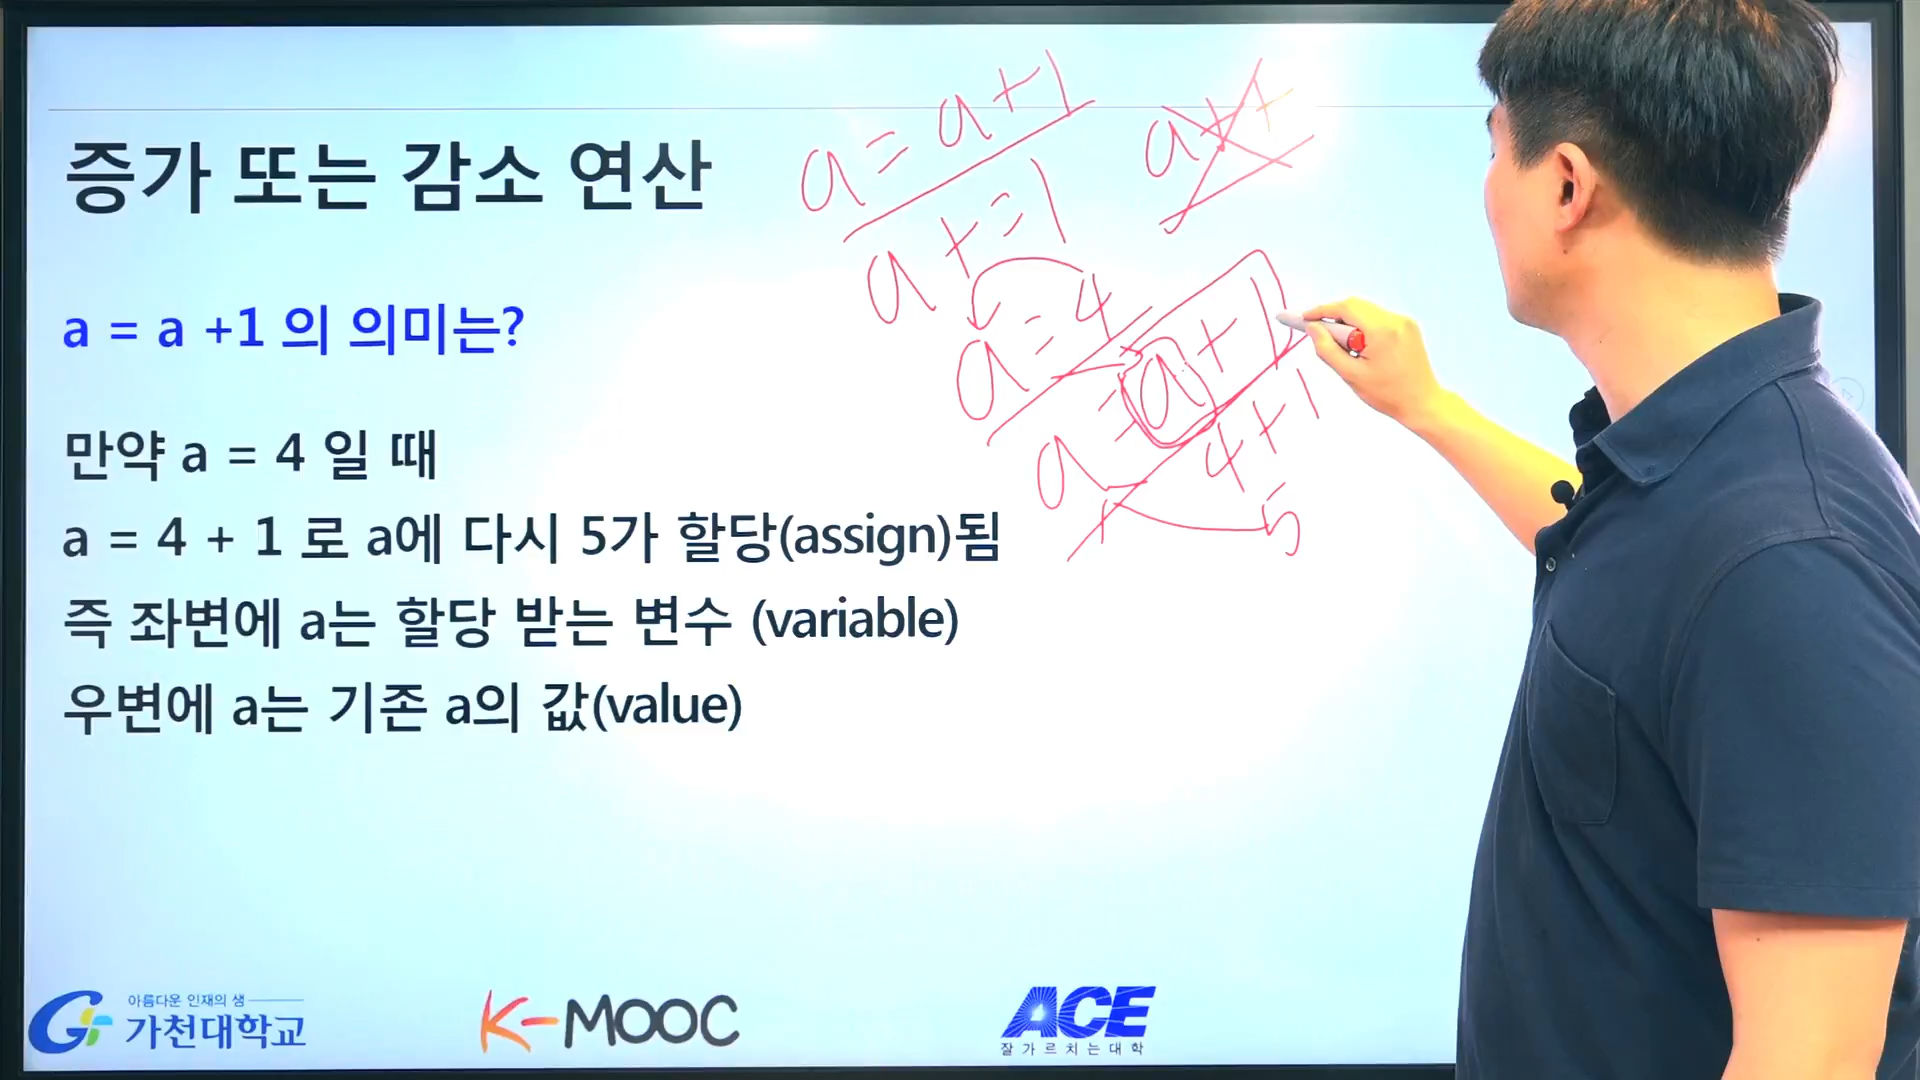 증가 또는 감소 연산
a = a +1 의 의미는?
만약 a = 4 일 때
a = 4 + 1 로 a에 다시 5가 할당(assign)됨
즉 좌변에 a는 할당 받는 변수 (variable)
우변에 a는 기존 a의 값(value)
a = a+1
a++
a += 1
a = 4
a = a+1
4+1
5
아름다운 인재의 샘
가천대학교
K-MOOC
ACE
잘 가 르 치 는 대 학